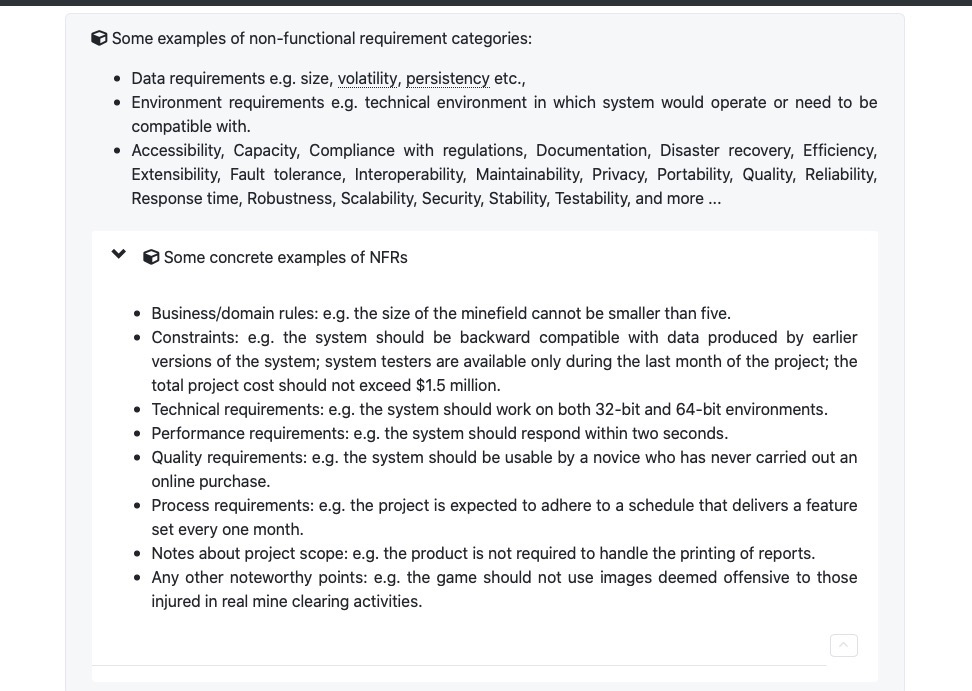 Some examples of non-functional requirement categories:
• Data requirements e.g. size, volatility, persistency etc.,
• Environment requirements e.g. technical environment in which system would operate or need to be
compatible with.
• Accessibility, Capacity, Compliance with regulations, Documentation, Disaster recovery, Efficiency,
Extensibility, Fault tolerance, Interoperability, Maintainability, Privacy, Portability, Quality, Reliability,
Response time, Robustness, Scalability, Security, Stability, Testability, and more ...
Some concrete examples of NFRs
• Business/domain rules: e.g. the size of the minefield cannot be smaller than five.
• Constraints: e.g. the system should be backward compatible with data produced by earlier
versions of the system; system testers are available only during the last month of the project; the
total project cost should not exceed $1.5 million.
• Technical requirements: e.g. the system should work on both 32-bit and 64-bit environments.
• Performance requirements: e.g. the system should respond within two seconds.
• Quality requirements: e.g. the system should be usable by a novice who has never carried out an
online purchase.
• Process requirements: e.g. the project is expected to adhere to a schedule that delivers a feature
set every one month.
• Notes about project scope: e.g. the product is not required to handle the printing of reports.
• Any other noteworthy points: e.g. the game should not use images deemed offensive to those
injured in real mine clearing activities.